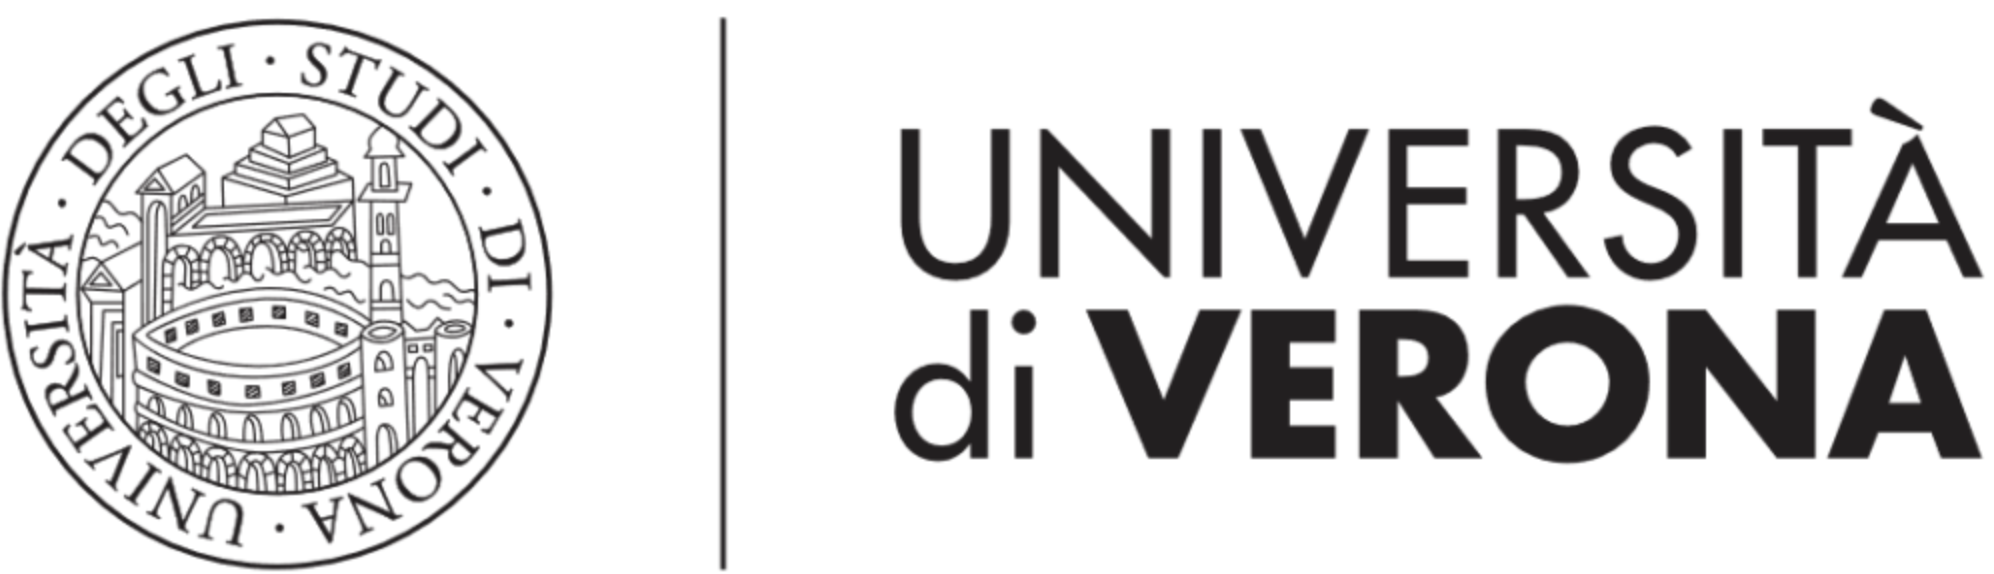 UNIVERSITÀ · DEGLI · STUDI · DI · VERONA ·
UNIVERSITÀ
di VERONA